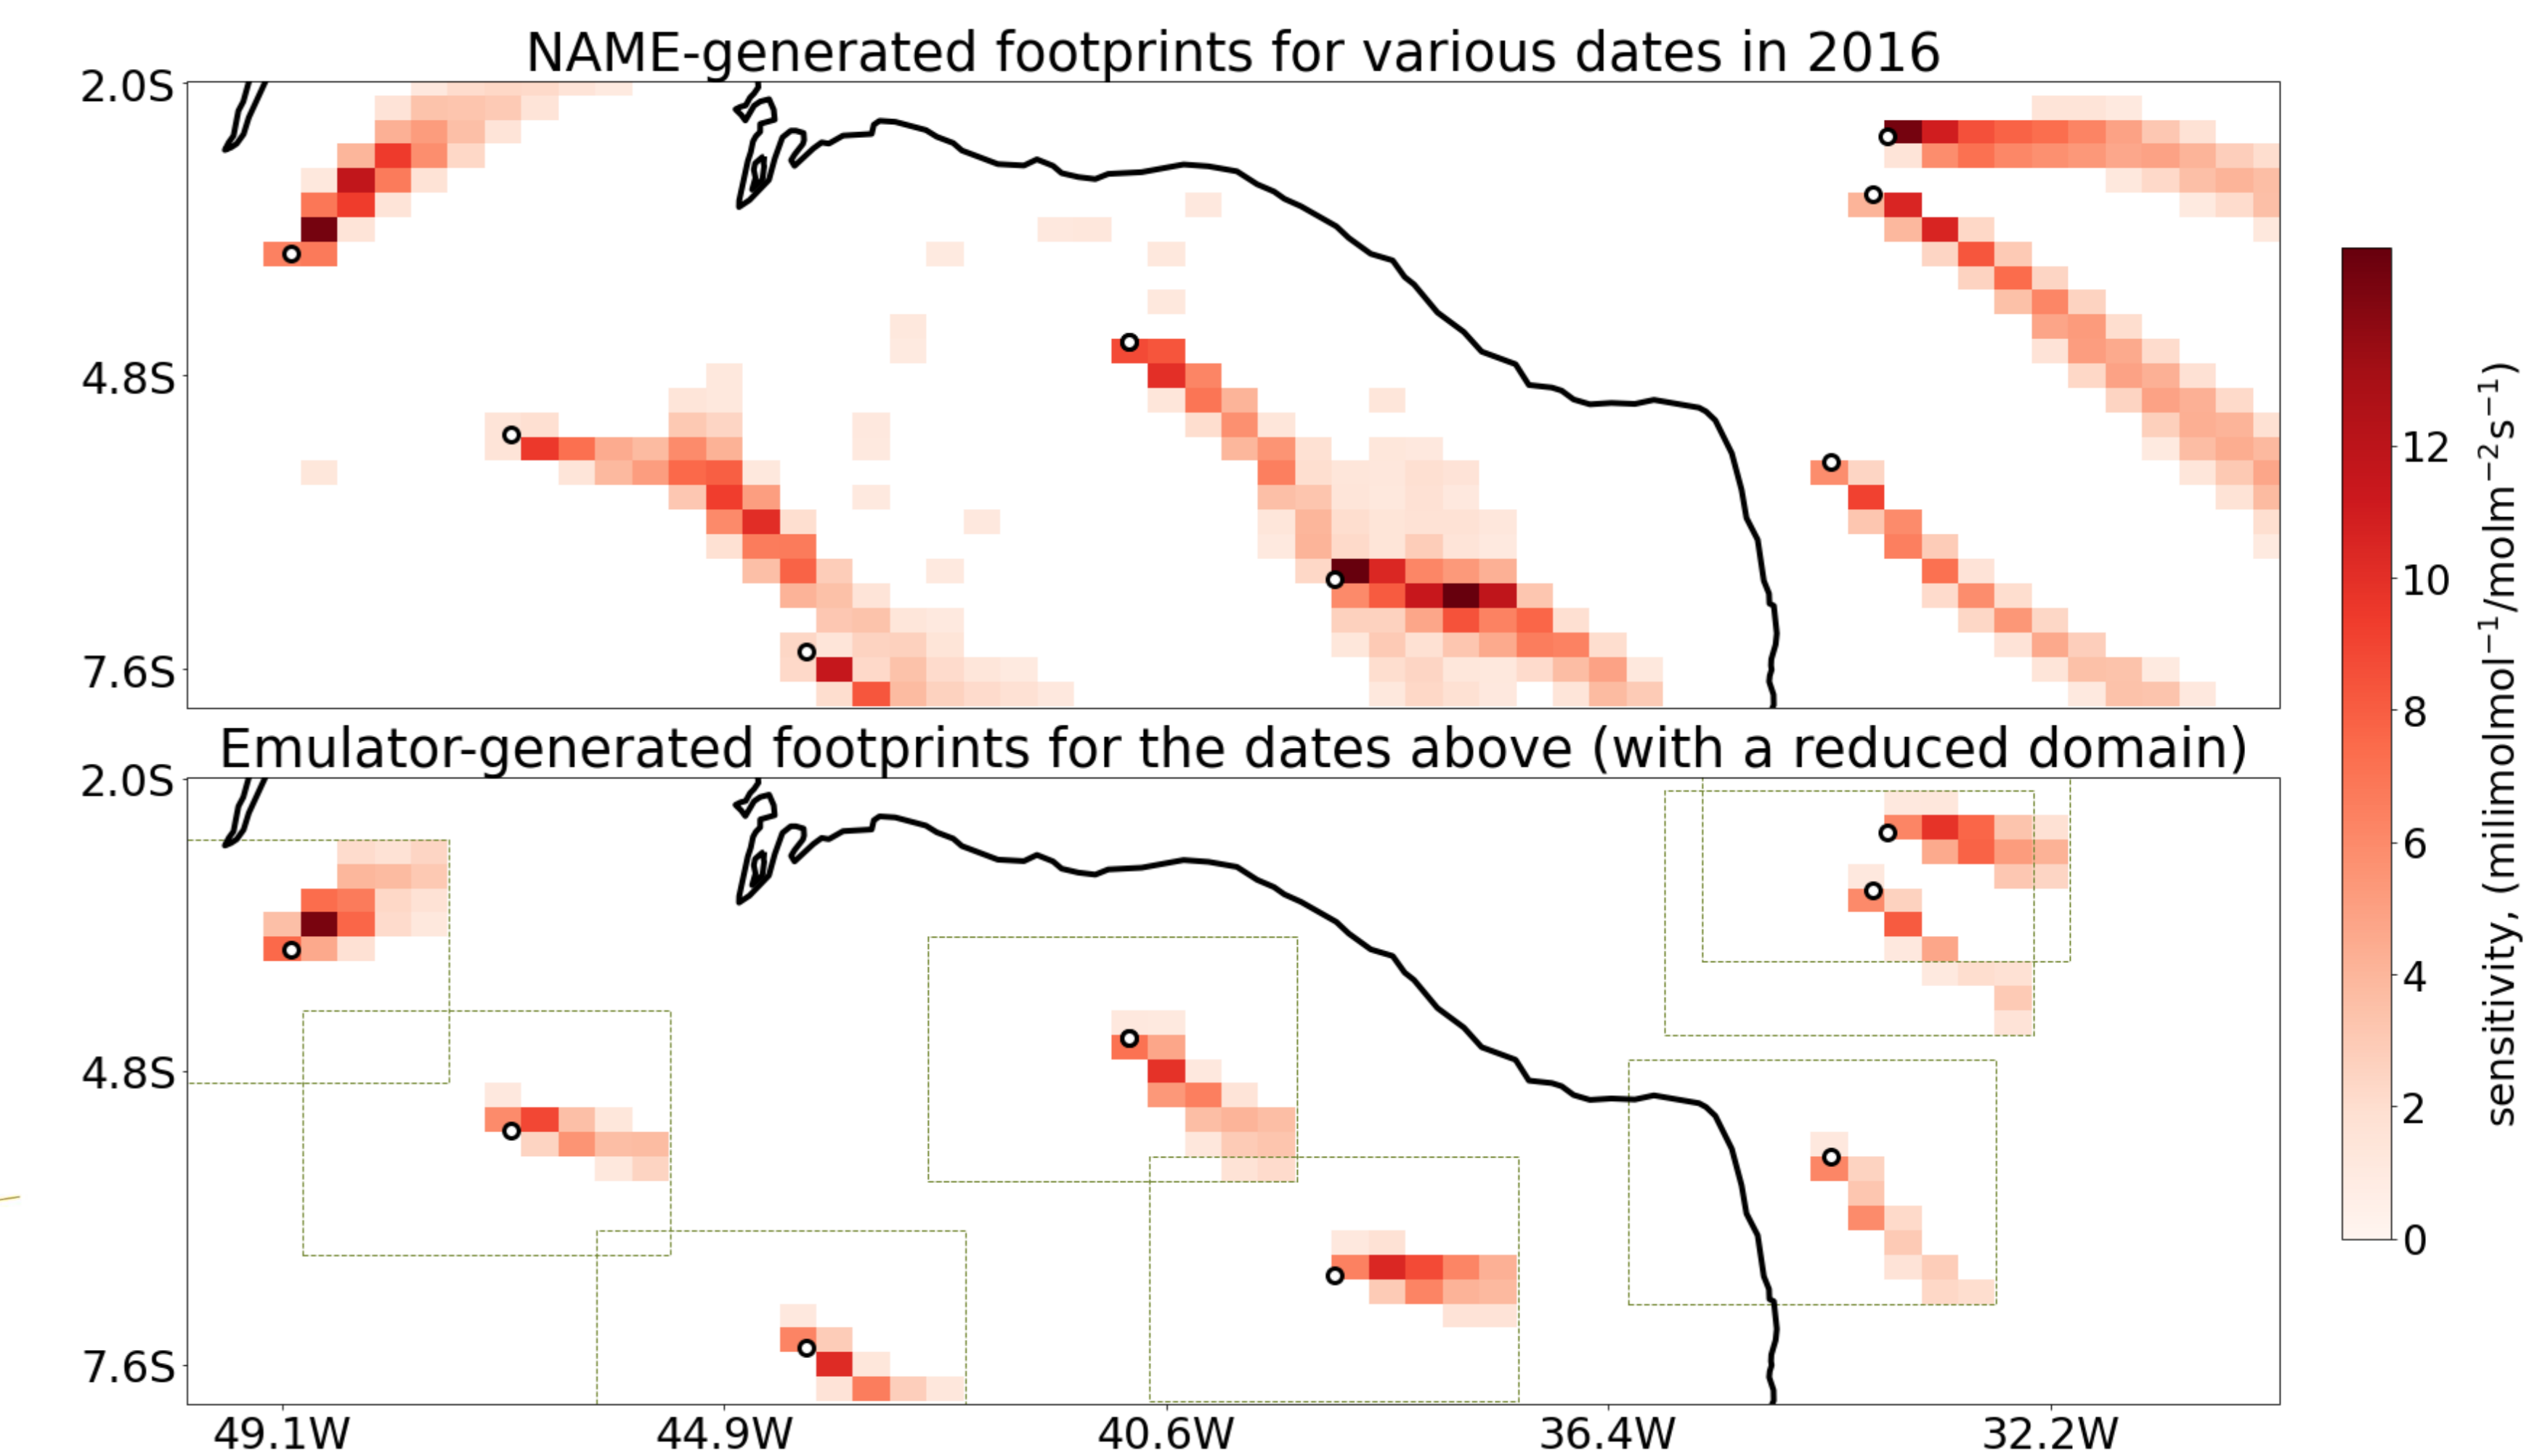 NAME-generated footprints for various dates in 2016
2.0S
4.8S
7.6S
Emulator-generated footprints for the dates above (with a reduced domain)
2.0S
4.8S
7.6S
49.1W 44.9W 40.6W 36.4W 32.2W
12
10
8
6
4
2
0
sensitivity, (milimolmol⁻¹/molm⁻²s⁻¹)